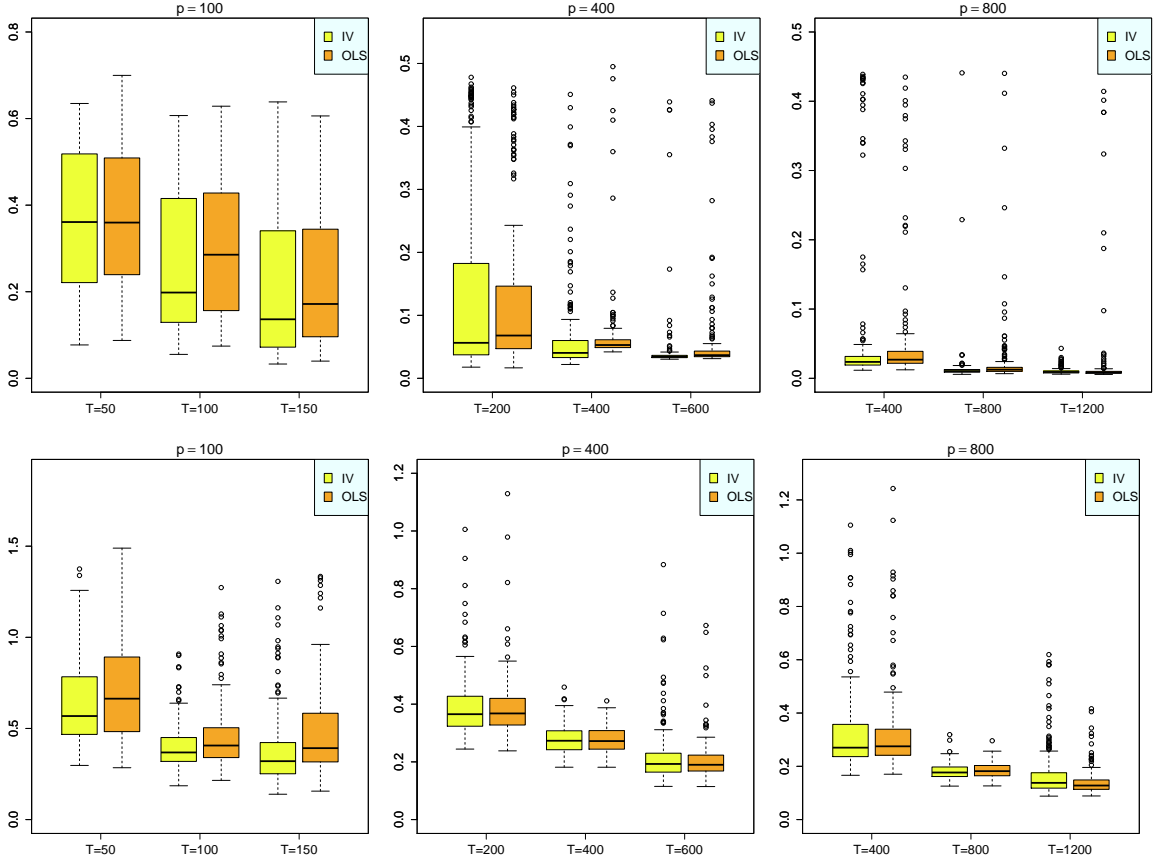 p = 100
IV
OLS
0.0
0.2
0.4
0.6
0.8
T=50
T=100
T=150
p = 400
IV
OLS
0.0
0.1
0.2
0.3
0.4
0.5
T=200
T=400
T=600
p = 800
IV
OLS
0.0
0.1
0.2
0.3
0.4
0.5
T=400
T=800
T=1200
p = 100
IV
OLS
0.0
0.5
1.0
1.5
T=50
T=100
T=150
p = 400
IV
OLS
0.0
0.2
0.4
0.6
0.8
1.0
1.2
T=200
T=400
T=600
p = 800
IV
OLS
0.0
0.2
0.4
0.6
0.8
1.0
1.2
T=400
T=800
T=1200